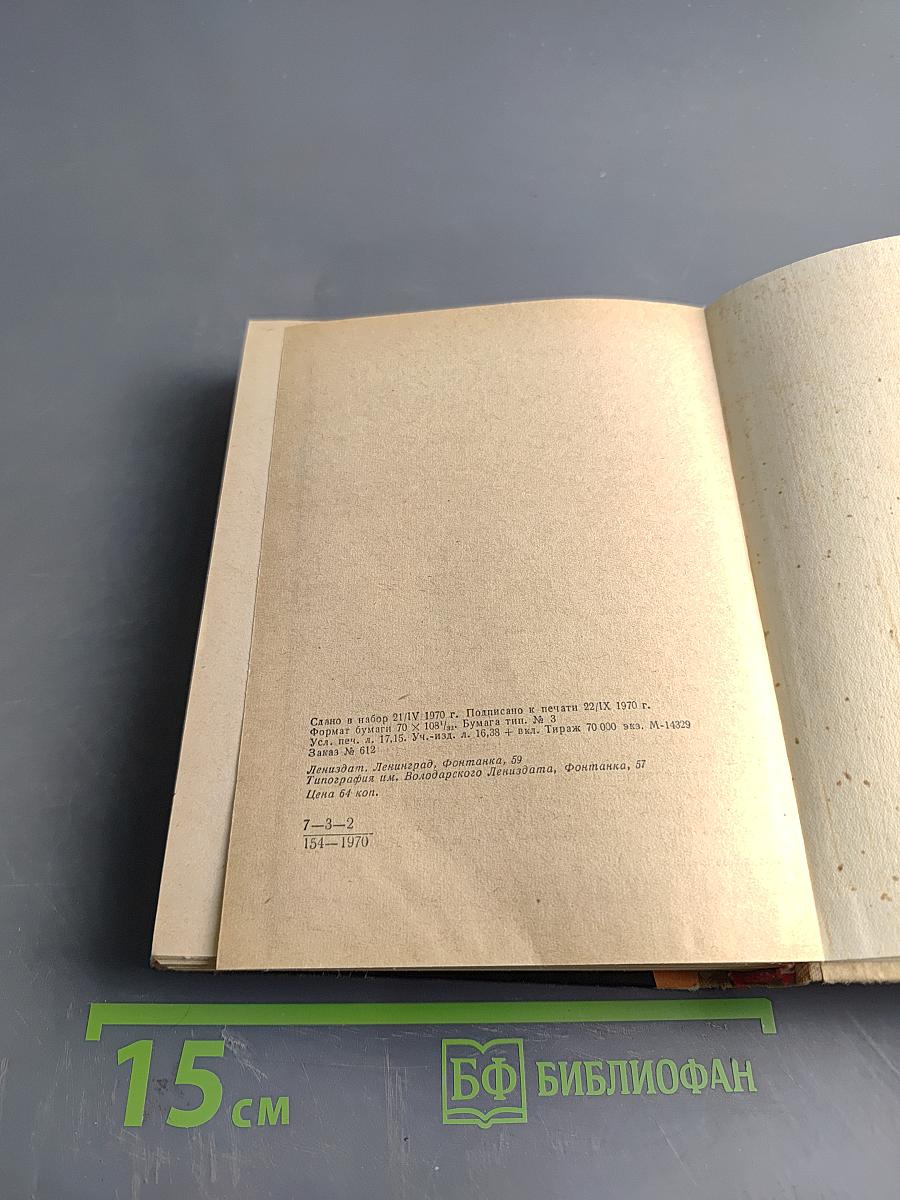 Сдано в набор 21/IV 1970 г. Подписано к печати 22/IX 1970 г.
Формат бумаги 70 × 108¹/₃₂. Бумага тип. № 3
Усл. печ. л. 17,15. Уч.-изд. л. 16,38 + вкл. Тираж 70 000 экз. М-14329
Заказ № 612
Лениздат, Ленинград, Фонтанка, 59
Типография им. Володарского Лениздата, Фонтанка, 57
Цена 64 коп.
7—3—2
154—1970
15 см
БФ БИБЛИОФАН